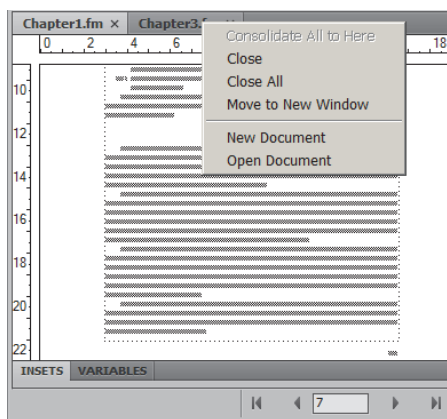 Chapter1.fm × Chapter3.f
0 2 4 6 18
Consolidate All to Here
Close
Close All
Move to New Window
New Document
Open Document
10
12
14
16
18
20
22
INSETS VARIABLES
7